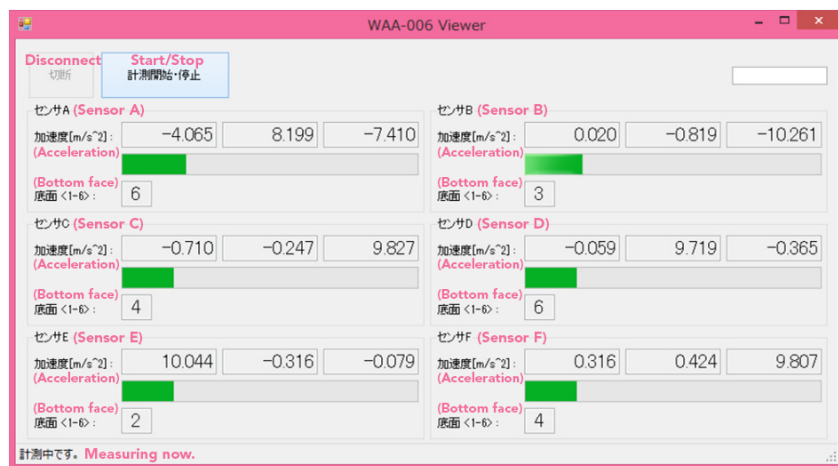 WAA-006 Viewer
Disconnect
切断
Start/Stop
計測開始・停止
センサA (Sensor A)
加速度[m/s^2]: -4.065 8.199 -7.410
(Acceleration)
(Bottom face)
底面 <1-6>: 6
センサB (Sensor B)
加速度[m/s^2]: 0.020 -0.819 -10.261
(Acceleration)
(Bottom face)
底面 <1-6>: 3
センサC (Sensor C)
加速度[m/s^2]: -0.710 -0.247 9.827
(Acceleration)
(Bottom face)
底面 <1-6>: 4
センサD (Sensor D)
加速度[m/s^2]: -0.059 9.719 -0.365
(Acceleration)
(Bottom face)
底面 <1-6>: 6
センサE (Sensor E)
加速度[m/s^2]: 10.044 -0.316 -0.079
(Acceleration)
(Bottom face)
底面 <1-6>: 2
センサF (Sensor F)
加速度[m/s^2]: 0.316 0.424 9.807
(Acceleration)
(Bottom face)
底面 <1-6>: 4
計測中です。 Measuring now.